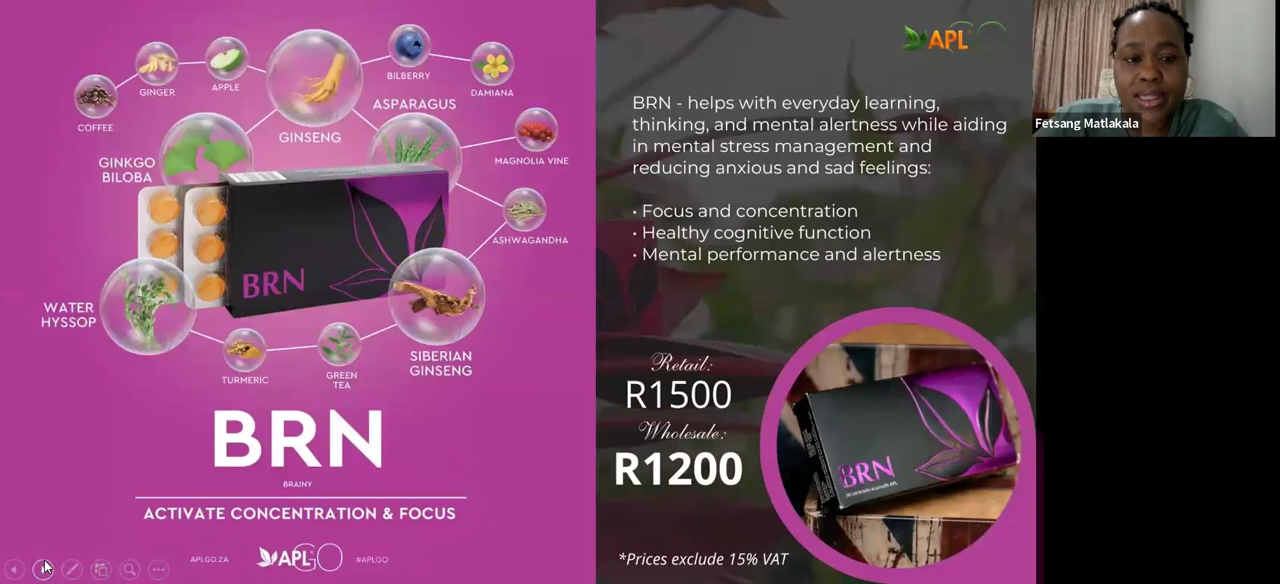 COFFEE
GINGER
APPLE
GINSENG
BILBERRY
DAMIANA
ASPARAGUS
MAGNOLIA VINE
GINKGO
BILOBA
ASHWAGANDHA
BRN
WATER
HYSSOP
TURMERIC
GREEN
TEA
SIBERIAN
GINSENG
BRN
BRAINY
ACTIVATE CONCENTRATION & FOCUS
APLGO.ZA
APLGO
#APLGO
APLGO
BRN - helps with everyday learning,
thinking, and mental alertness while aiding
in mental stress management and
reducing anxious and sad feelings:
• Focus and concentration
• Healthy cognitive function
• Mental performance and alertness
Retail:
R1500
Wholesale:
R1200
BRN
*Prices exclude 15% VAT
Fetsang Matlakala